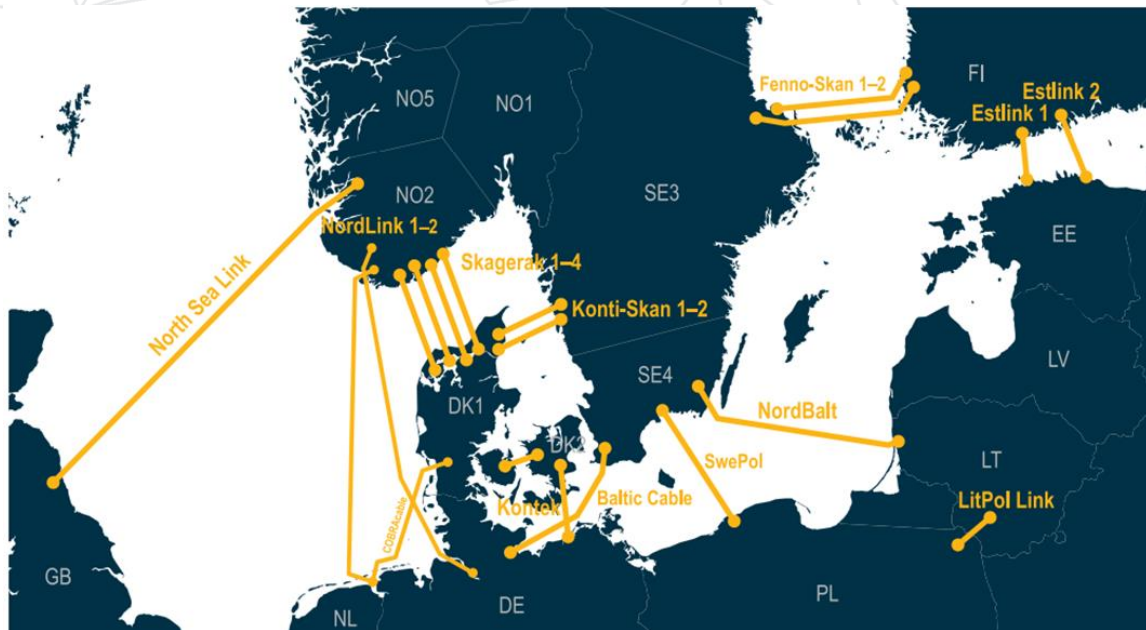 FI
Fenno-Skan 1–2
Estlink 2
Estlink 1
NO5
NO1
NO2
SE3
NordLink 1–2
EE
Skagerak 1–4
North Sea Link
Konti-Skan 1–2
LV
SE4
DK1
NordBalt
DK2
SwePol
LT
Baltic Cable
LitPol Link
Kontek
COBRAcable
GB
PL
DE
NL